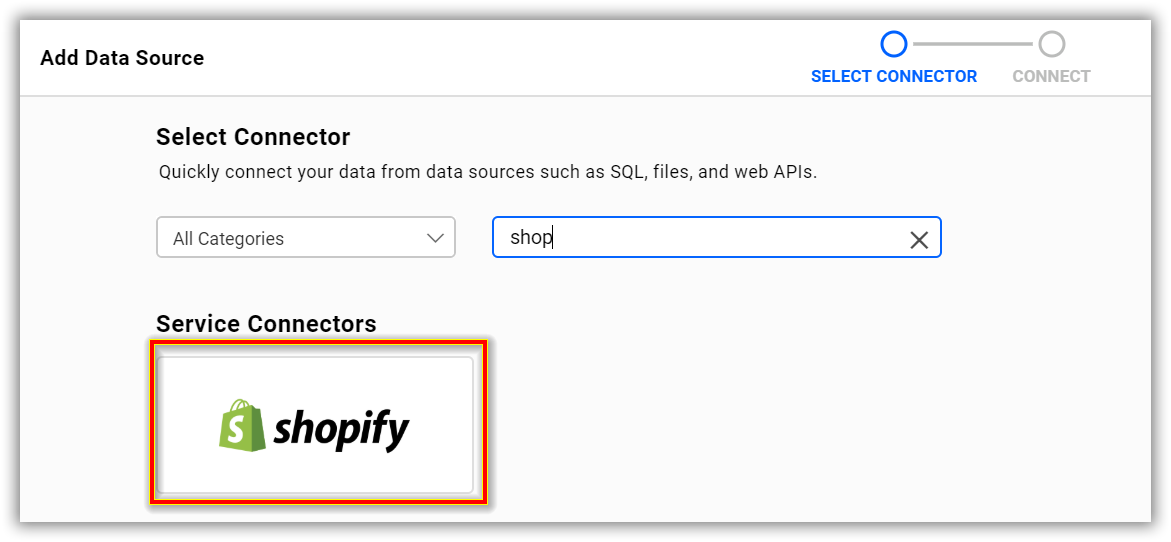 Add Data Source
SELECT CONNECTOR
CONNECT
Select Connector
Quickly connect your data from data sources such as SQL, files, and web APIs.
All Categories
shop
Service Connectors
S shopify